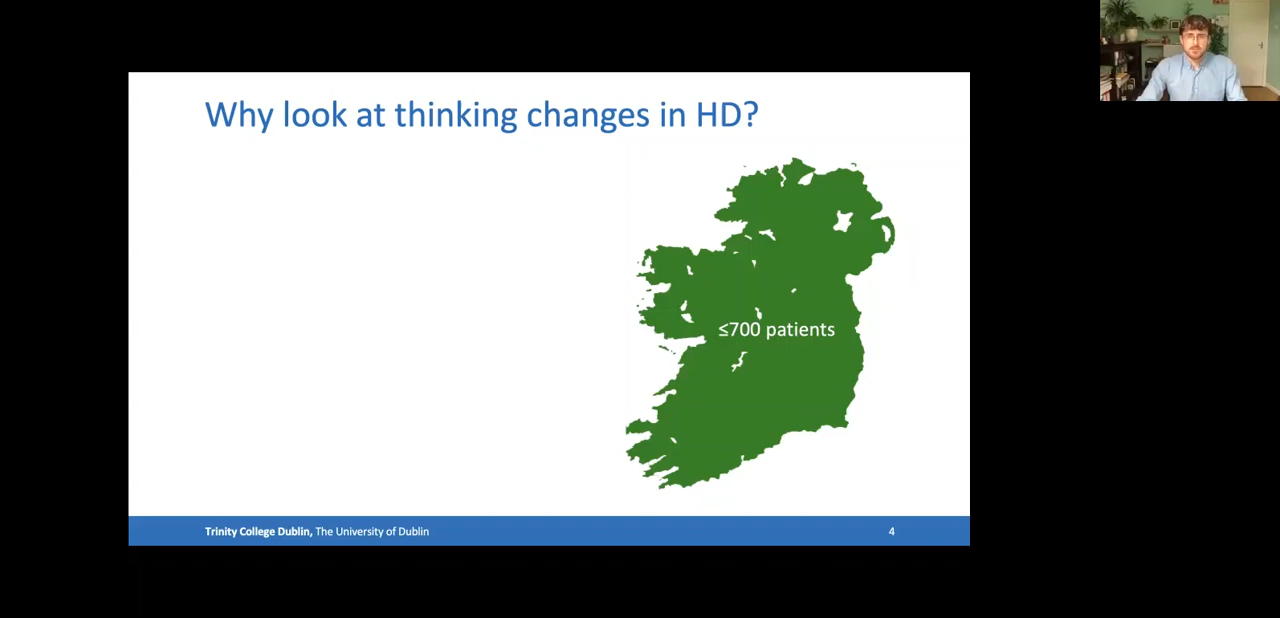 Why look at thinking changes in HD?
≤700 patients
Trinity College Dublin, The University of Dublin
4